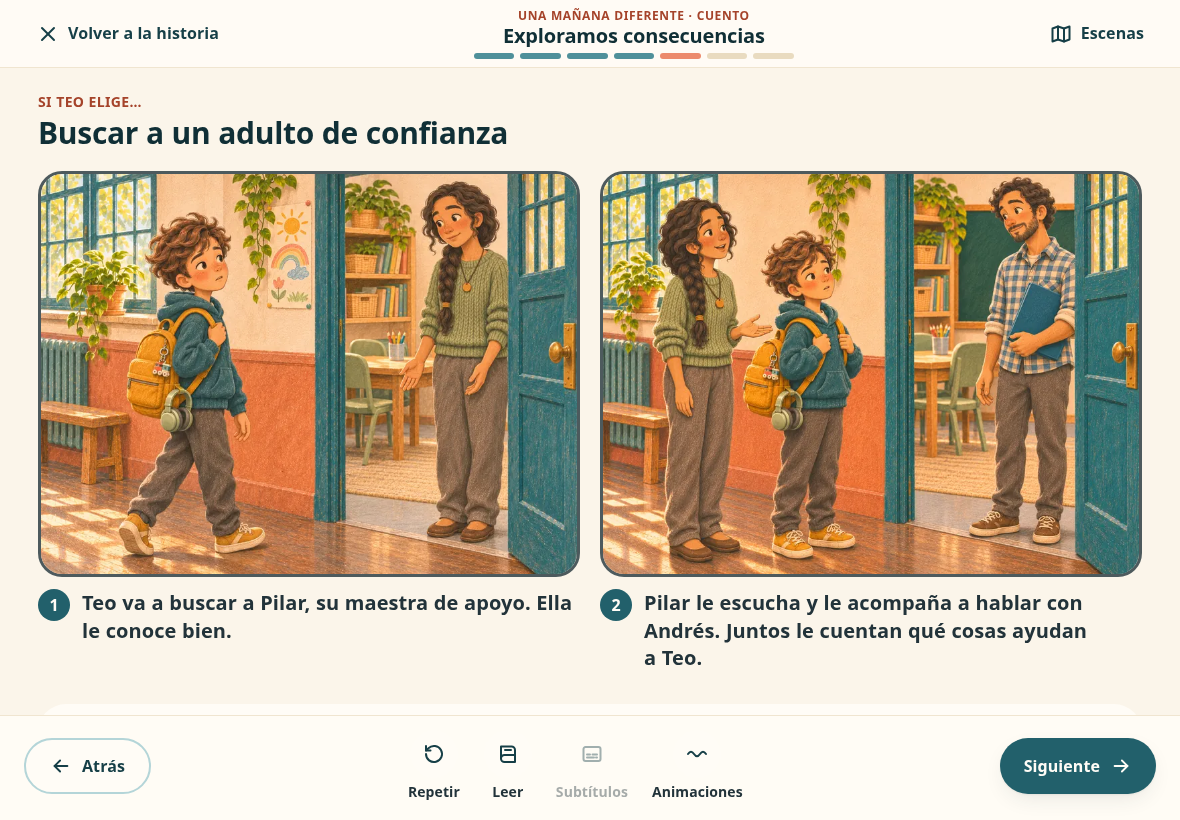 Volver a la historia
UNA MAÑANA DIFERENTE · CUENTO
Exploramos consecuencias
Escenas
SI TEO ELIGE…
Buscar a un adulto de confianza
1
Teo va a buscar a Pilar, su maestra de apoyo. Ella
le conoce bien.
2
Pilar le escucha y le acompaña a hablar con
Andrés. Juntos le cuentan qué cosas ayudan
a Teo.
Atrás
Repetir
Leer
Subtítulos
Animaciones
Siguiente